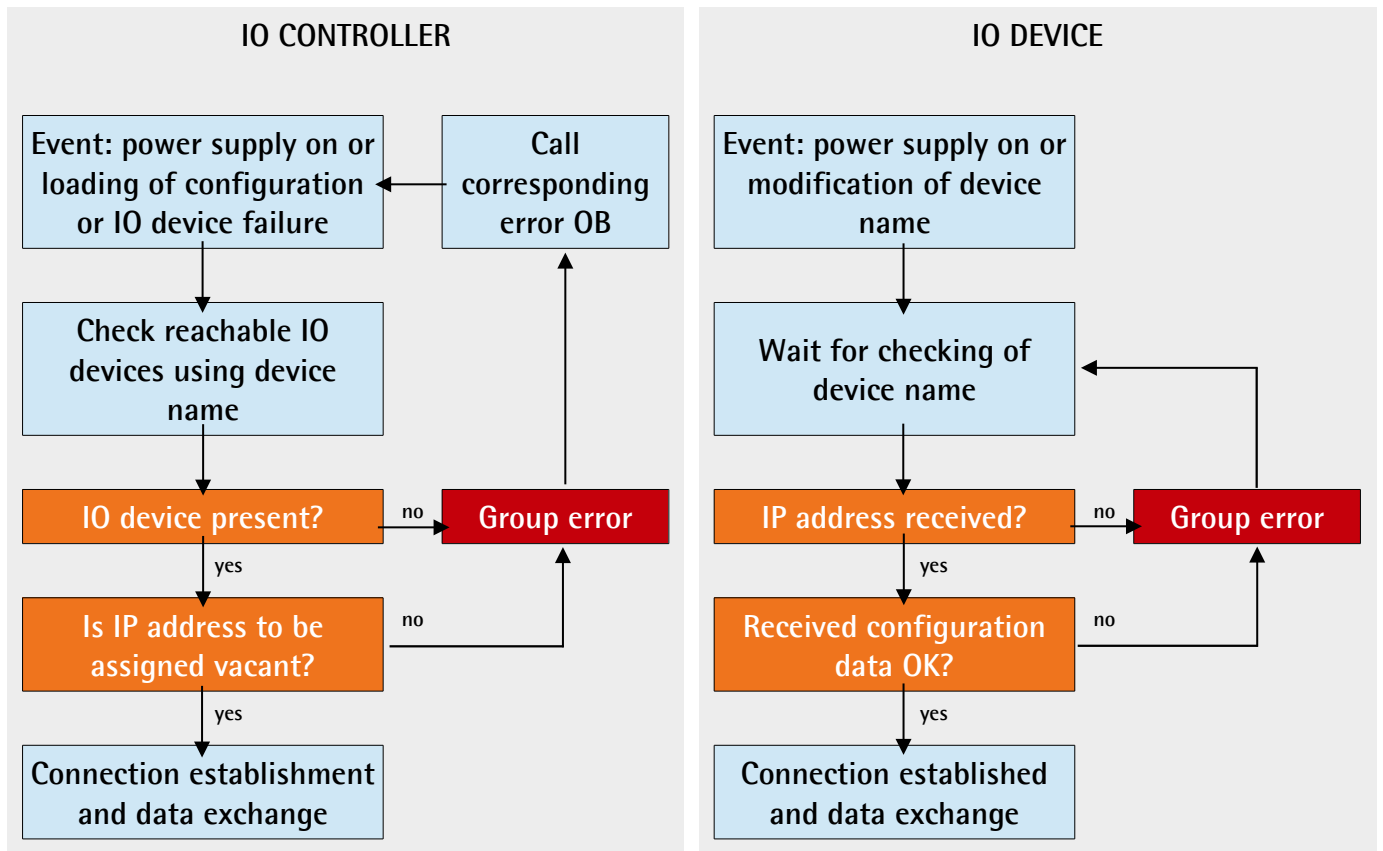 IO CONTROLLER
Event: power supply on or
loading of configuration
or IO device failure
Call
corresponding
error OB
Check reachable IO
devices using device
name
IO device present?
no
Group error
yes
Is IP address to be
assigned vacant?
no
yes
Connection establishment
and data exchange
IO DEVICE
Event: power supply on or
modification of device
name
Wait for checking of
device name
IP address received?
no
Group error
yes
Received configuration
data OK?
no
yes
Connection established
and data exchange